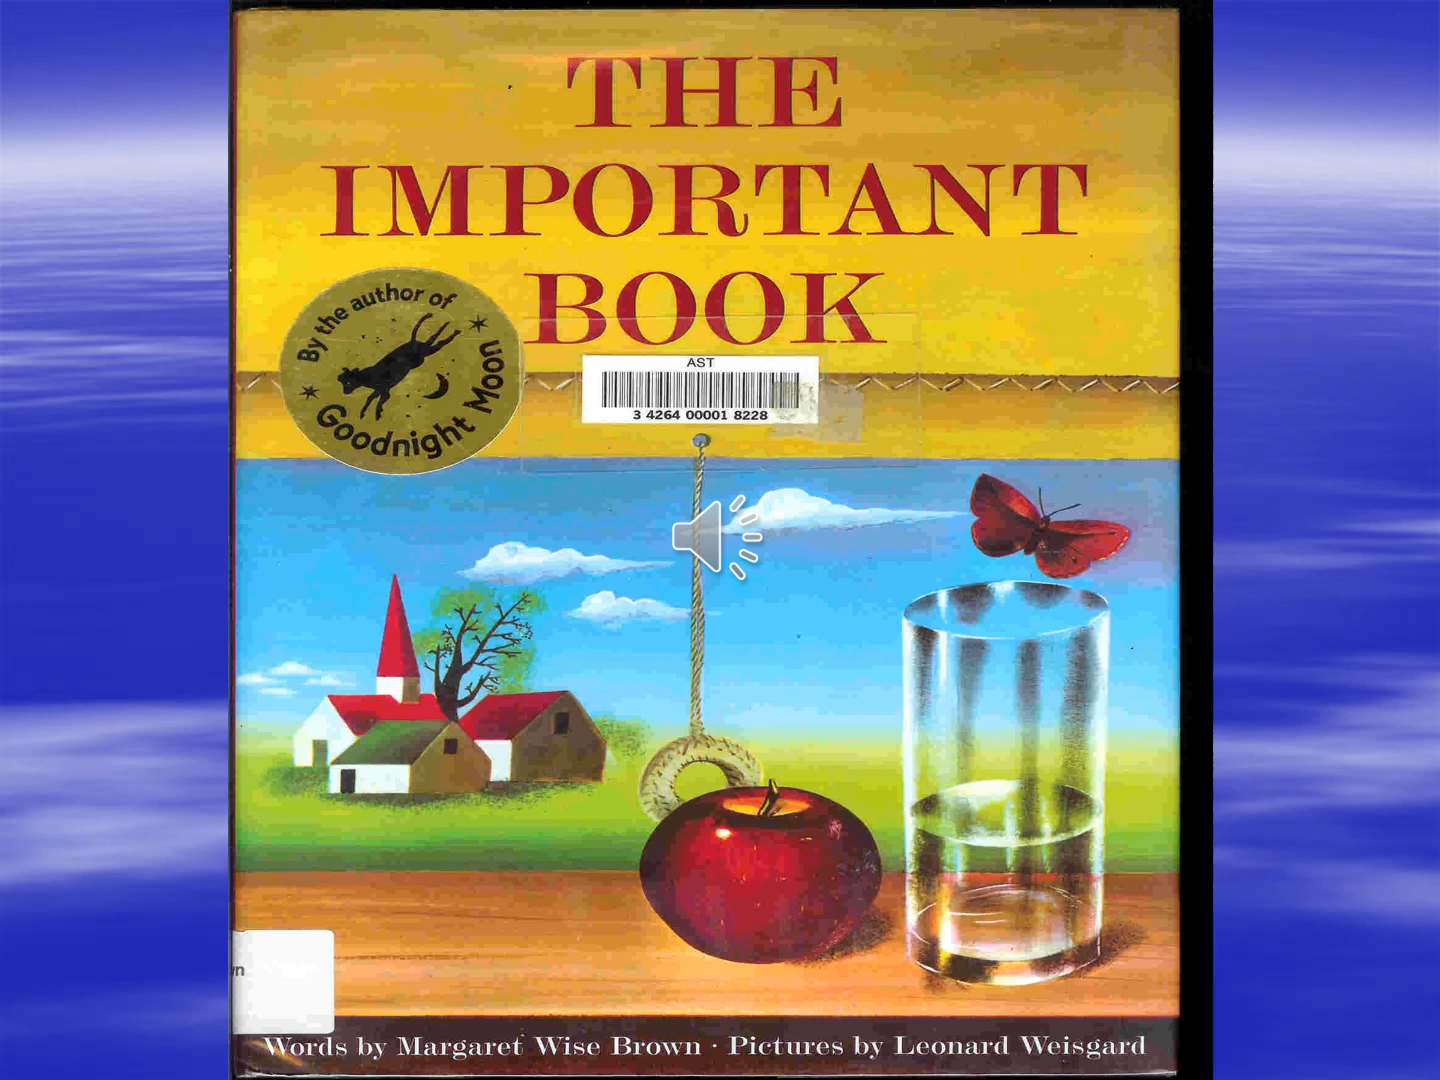 THE
IMPORTANT
BOOK
By the author of
Goodnight Moon
AST
3 4264 00001 8228
Words by Margaret Wise Brown · Pictures by Leonard Weisgard